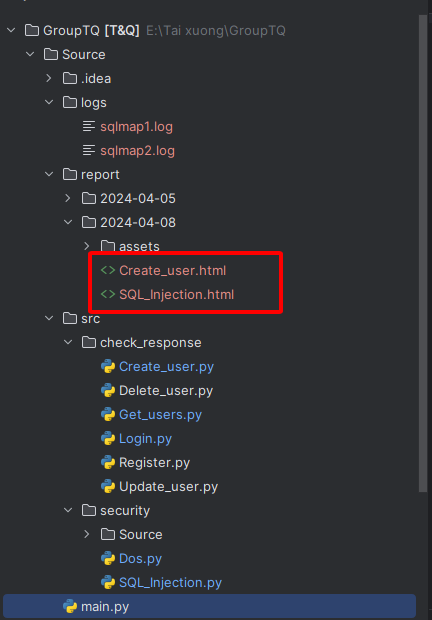 GroupTQ [T&Q] E:\Tai xuong\GroupTQ
Source
.idea
logs
sqlmap1.log
sqlmap2.log
report
2024-04-05
2024-04-08
assets
Create_user.html
SQL_Injection.html
src
check_response
Create_user.py
Delete_user.py
Get_users.py
Login.py
Register.py
Update_user.py
security
Source
Dos.py
SQL_Injection.py
main.py